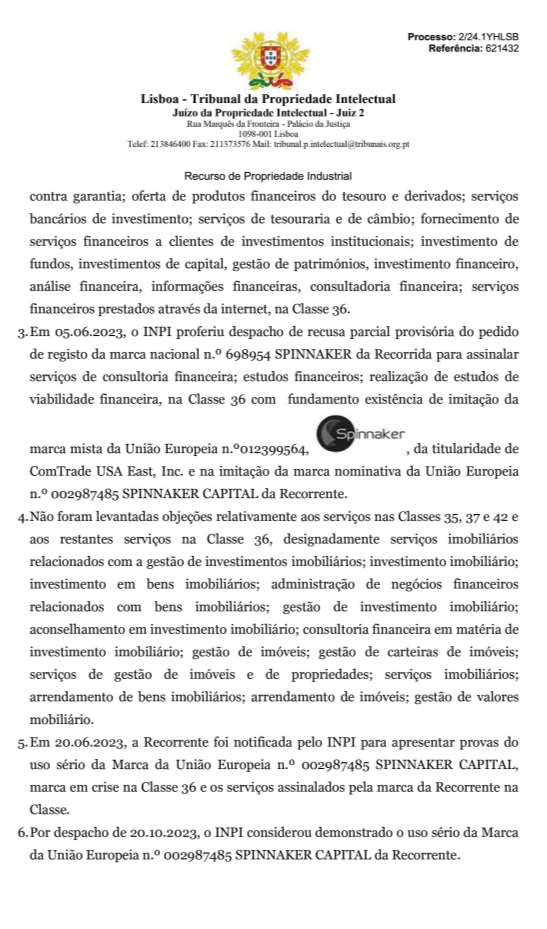 Processo: 2/24.1YHLSB
Referência: 621432
Lisboa - Tribunal da Propriedade Intelectual
Juízo da Propriedade Intelectual - Juiz 2
Rua Marquês da Fronteira - Palácio da Justiça
1098-001 Lisboa
Telef: 213846400 Fax: 211373576 Mail: tribunal.p.intelectual@tribunais.org.pt
Recurso de Propriedade Industrial
contra garantia; oferta de produtos financeiros do tesouro e derivados; serviços
bancários de investimento; serviços de tesouraria e de câmbio; fornecimento de
serviços financeiros a clientes de investimentos institucionais; investimento de
fundos, investimentos de capital, gestão de patrimónios, investimento financeiro,
análise financeira, informações financeiras, consultadoria financeira; serviços
financeiros prestados através da internet, na Classe 36.
3. Em 05.06.2023, o INPI proferiu despacho de recusa parcial provisória do pedido
de registo da marca nacional n.º 698954 SPINNAKER da Recorrida para assinalar
serviços de consultoria financeira; estudos financeiros; realização de estudos de
viabilidade financeira, na Classe 36 com fundamento existência de imitação da
Spinnaker
marca mista da União Europeia n.º012399564, , da titularidade de
ComTrade USA East, Inc. e na imitação da marca nominativa da União Europeia
n.º 002987485 SPINNAKER CAPITAL da Recorrente.
4. Não foram levantadas objeções relativamente aos serviços nas Classes 35, 37 e 42 e
aos restantes serviços na Classe 36, designadamente serviços imobiliários
relacionados com a gestão de investimentos imobiliários; investimento imobiliário;
investimento em bens imobiliários; administração de negócios financeiros
relacionados com bens imobiliários; gestão de investimento imobiliário;
aconselhamento em investimento imobiliário; consultoria financeira em matéria de
investimento imobiliário; gestão de imóveis; gestão de carteiras de imóveis;
serviços de gestão de imóveis e de propriedades; serviços imobiliários;
arrendamento de bens imobiliários; arrendamento de imóveis; gestão de valores
mobiliário.
5. Em 20.06.2023, a Recorrente foi notificada pelo INPI para apresentar provas do
uso sério da Marca da União Europeia n.º 002987485 SPINNAKER CAPITAL,
marca em crise na Classe 36 e os serviços assinalados pela marca da Recorrente na
Classe.
6. Por despacho de 20.10.2023, o INPI considerou demonstrado o uso sério da Marca
da União Europeia n.º 002987485 SPINNAKER CAPITAL da Recorrente.